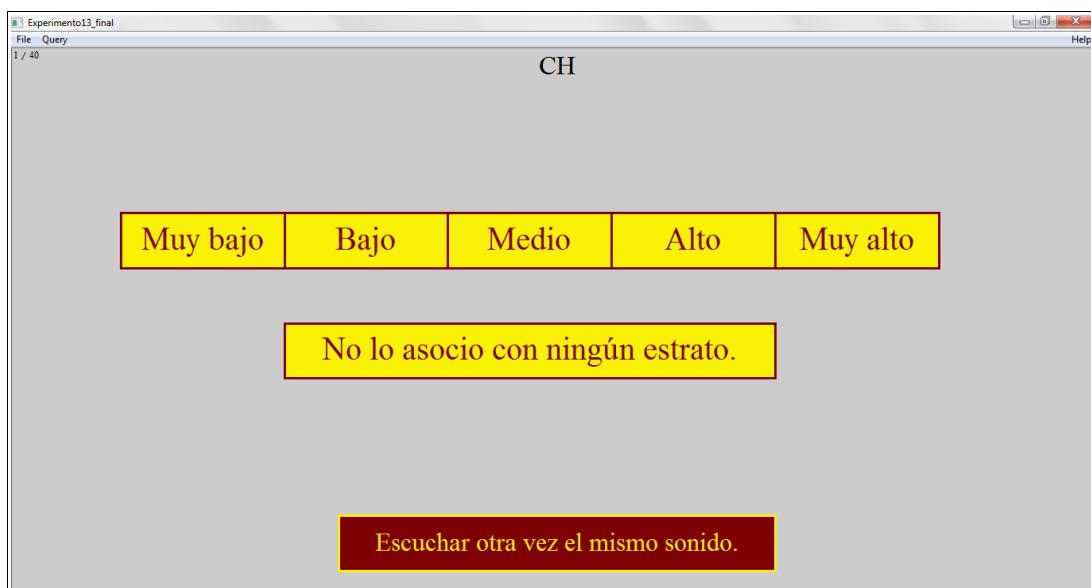 Experimento13_final
File Query Help
1 / 40
CH
Muy bajo Bajo Medio Alto Muy alto
No lo asocio con ningún estrato.
Escuchar otra vez el mismo sonido.